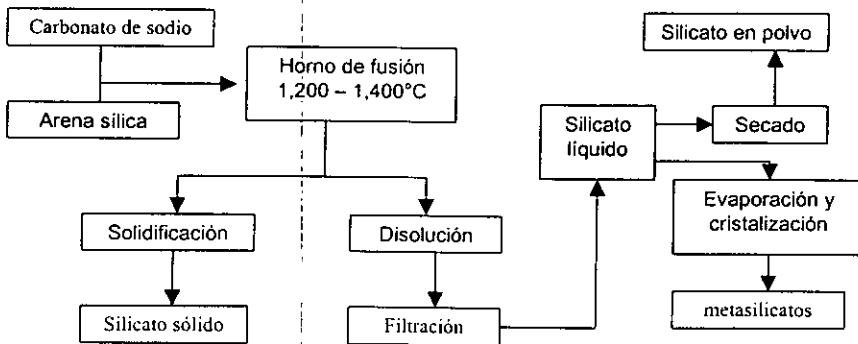 Carbonato de sodio
Arena sílica
Horno de fusión
1,200 – 1,400°C
Solidificación
Silicato sólido
Disolución
Filtración
Silicato
líquido
Secado
Silicato en polvo
Evaporación y
cristalización
metasilicatos